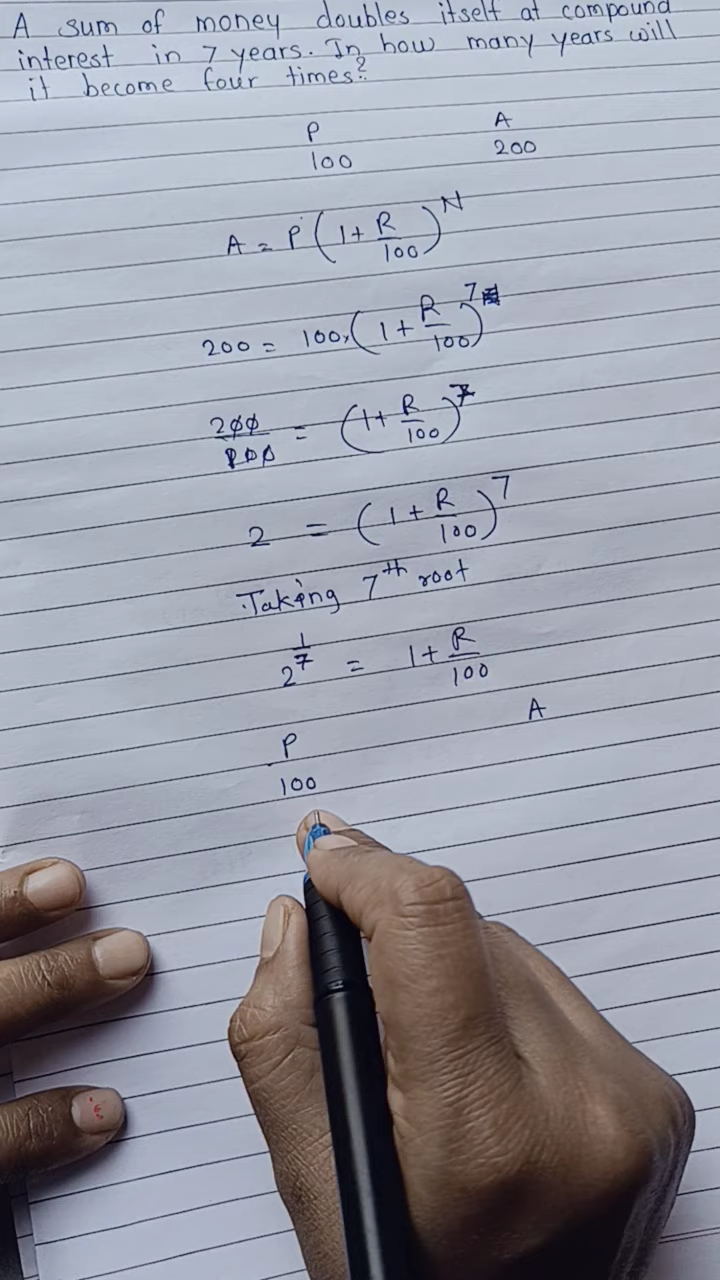 A sum of money doubles itself at compound
interest in 7 years. In how many years will
it become four times?
P A
100 200
A = P(1+R/100)^N
200 = 100×(1+R/100)^7
200/100 = (1+R/100)^7
2 = (1+R/100)^7
Taking 7th root
2^1/7 = 1+R/100
P A
100